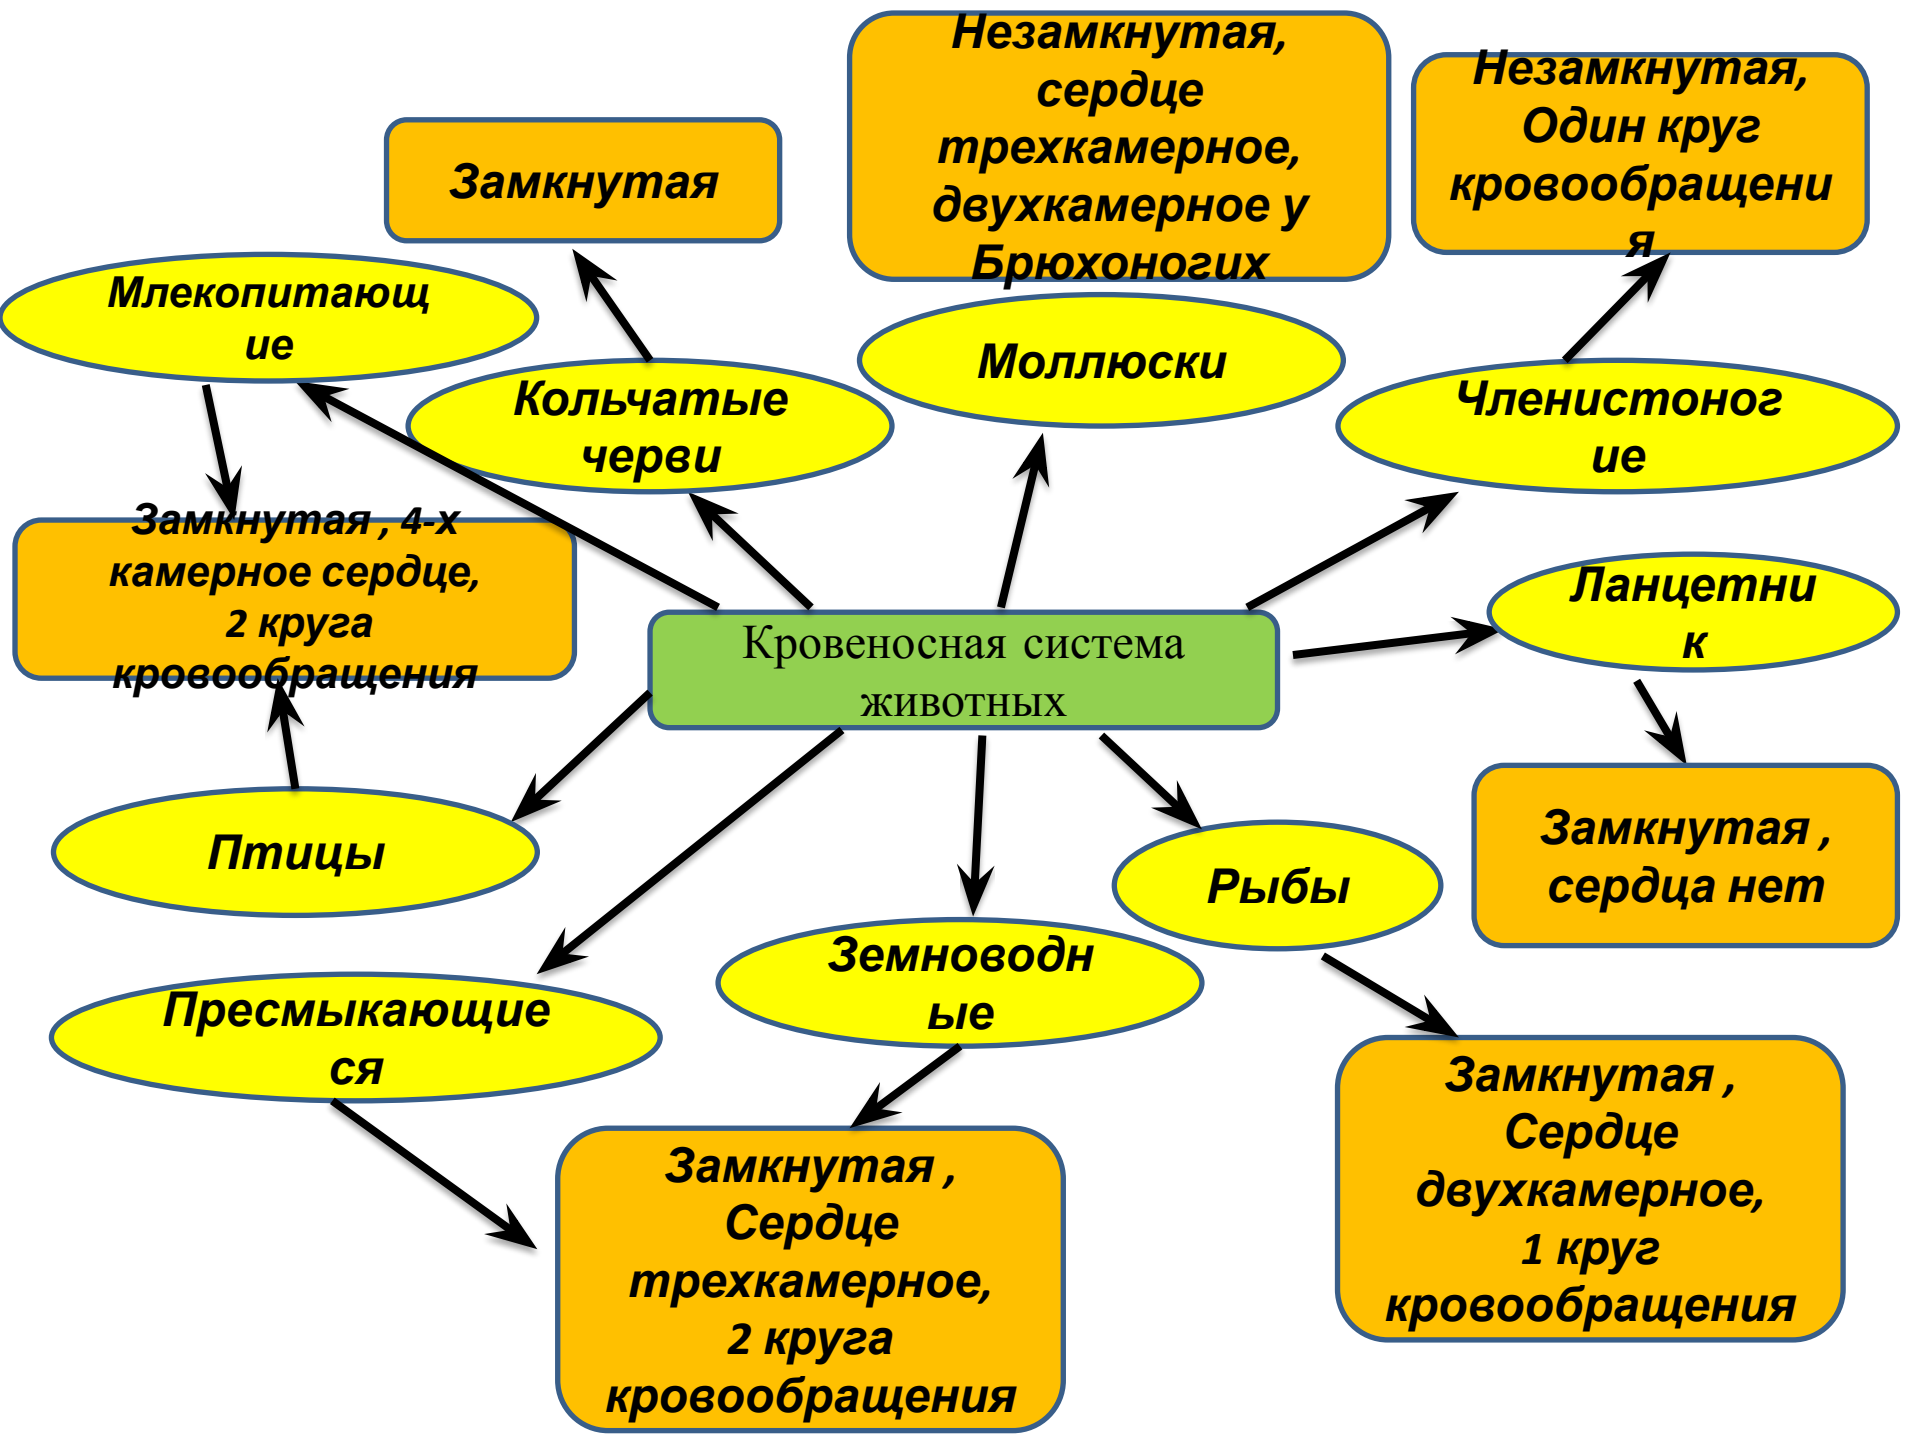 Незамкнутая,
сердце
трехкамерное,
двухкамерное у
Брюхоногих
Незамкнутая,
Один круг
кровообращени
я
Замкнутая
Млекопитающ
ие
Кольчатые
черви
Моллюски
Членистоног
ие
Замкнутая , 4-х
камерное сердце,
2 круга
кровообращения
Ланцетни
к
Кровеносная система
животных
Птицы
Рыбы
Замкнутая ,
сердца нет
Земноводн
ые
Пресмыкающие
ся
Замкнутая ,
Сердце
двухкамерное,
1 круг
кровообращения
Замкнутая ,
Сердце
трехкамерное,
2 круга
кровообращения